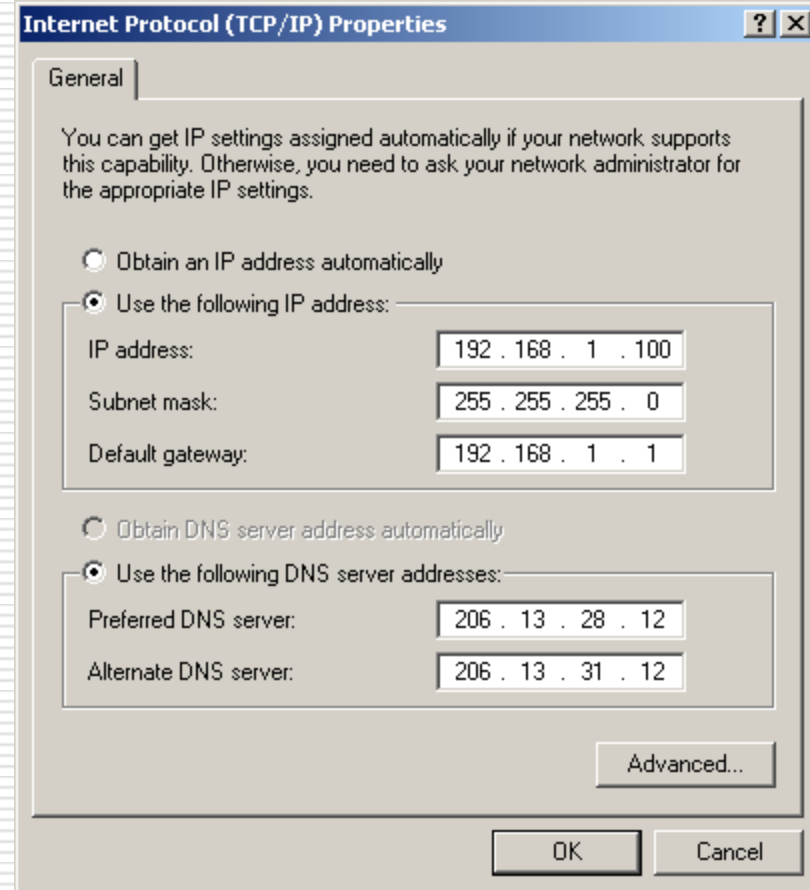 Internet Protocol (TCP/IP) Properties
? X
General
You can get IP settings assigned automatically if your network supports
this capability. Otherwise, you need to ask your network administrator for
the appropriate IP settings.
Obtain an IP address automatically
Use the following IP address:
IP address: 192 . 168 . 1 . 100
Subnet mask: 255 . 255 . 255 . 0
Default gateway: 192 . 168 . 1 . 1
Obtain DNS server address automatically
Use the following DNS server addresses:
Preferred DNS server: 206 . 13 . 28 . 12
Alternate DNS server: 206 . 13 . 31 . 12
Advanced...
OK Cancel